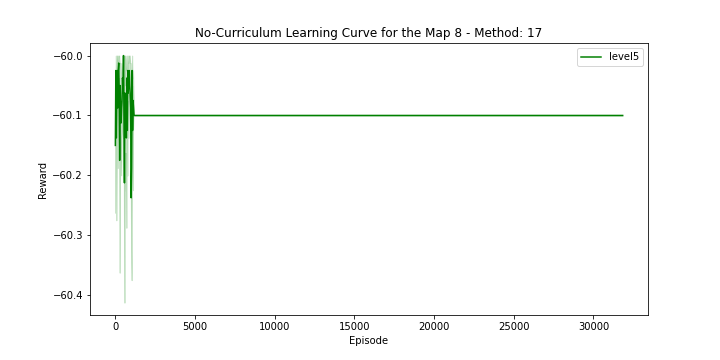 No-Curriculum Learning Curve for the Map 8 - Method: 17
level5
−60.0
−60.1
−60.2
−60.3
−60.4
Reward
0 5000 10000 15000 20000 25000 30000
Episode